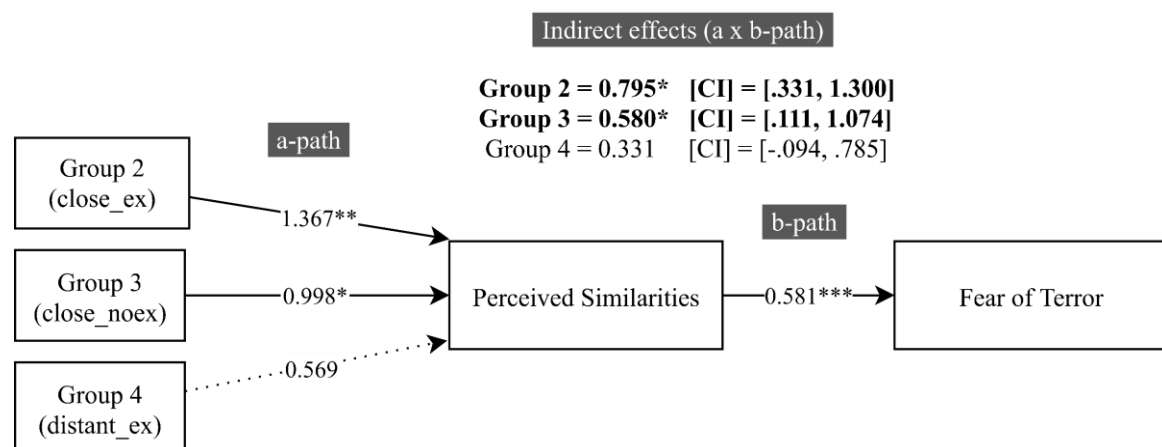 Indirect effects (a x b-path)
Group 2 = 0.795* [CI] = [.331, 1.300]
Group 3 = 0.580* [CI] = [.111, 1.074]
Group 4 = 0.331 [CI] = [-.094, .785]
a-path
b-path
Group 2
(close_ex)
1.367**
Group 3
(close_noex)
0.998*
Group 4
(distant_ex)
0.569
Perceived Similarities
0.581***
Fear of Terror